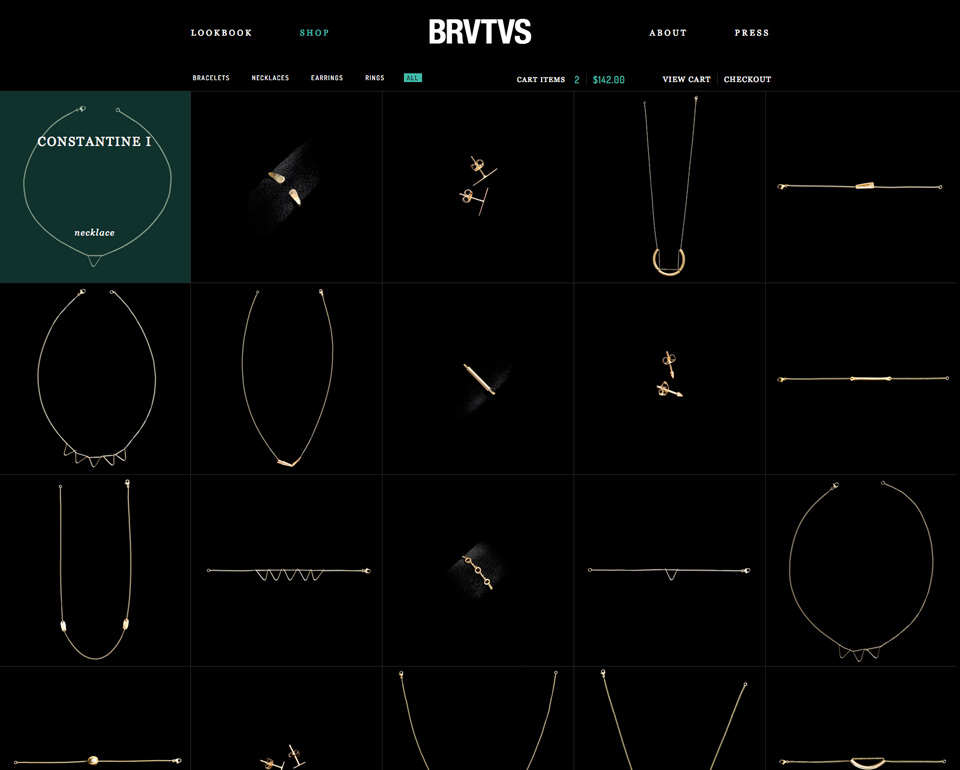 LOOKBOOK SHOP BRVTVS ABOUT PRESS
BRACELETS NECKLACES EARRINGS RINGS ALL CART ITEMS 2 $142.00 VIEW CART CHECKOUT
CONSTANTINE I
necklace